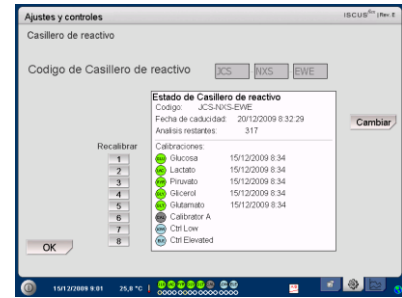 Ajustes y controles
ISCUSflex |Rev. E
Casillero de reactivo
Codigo de Casillero de reactivo JCS NXS EWE
Estado de Casillero de reactivo
Codigo: JCS-NXS-EWE
Fecha de caducidad: 20/12/2009 8:32:29
Analisis restantes: 317
Cambiar
Recalibrar
Calibraciones:
1 Glucosa 15/12/2009 8:34
2 Lactato 15/12/2009 8:34
3 Piruvato 15/12/2009 8:34
4 Glicerol 15/12/2009 8:34
5 Glutamato 15/12/2009 8:34
6 Calibrator A
7 Ctrl Low
8 Ctrl Elevated
OK
15/12/2009 9:01 25,8 °C